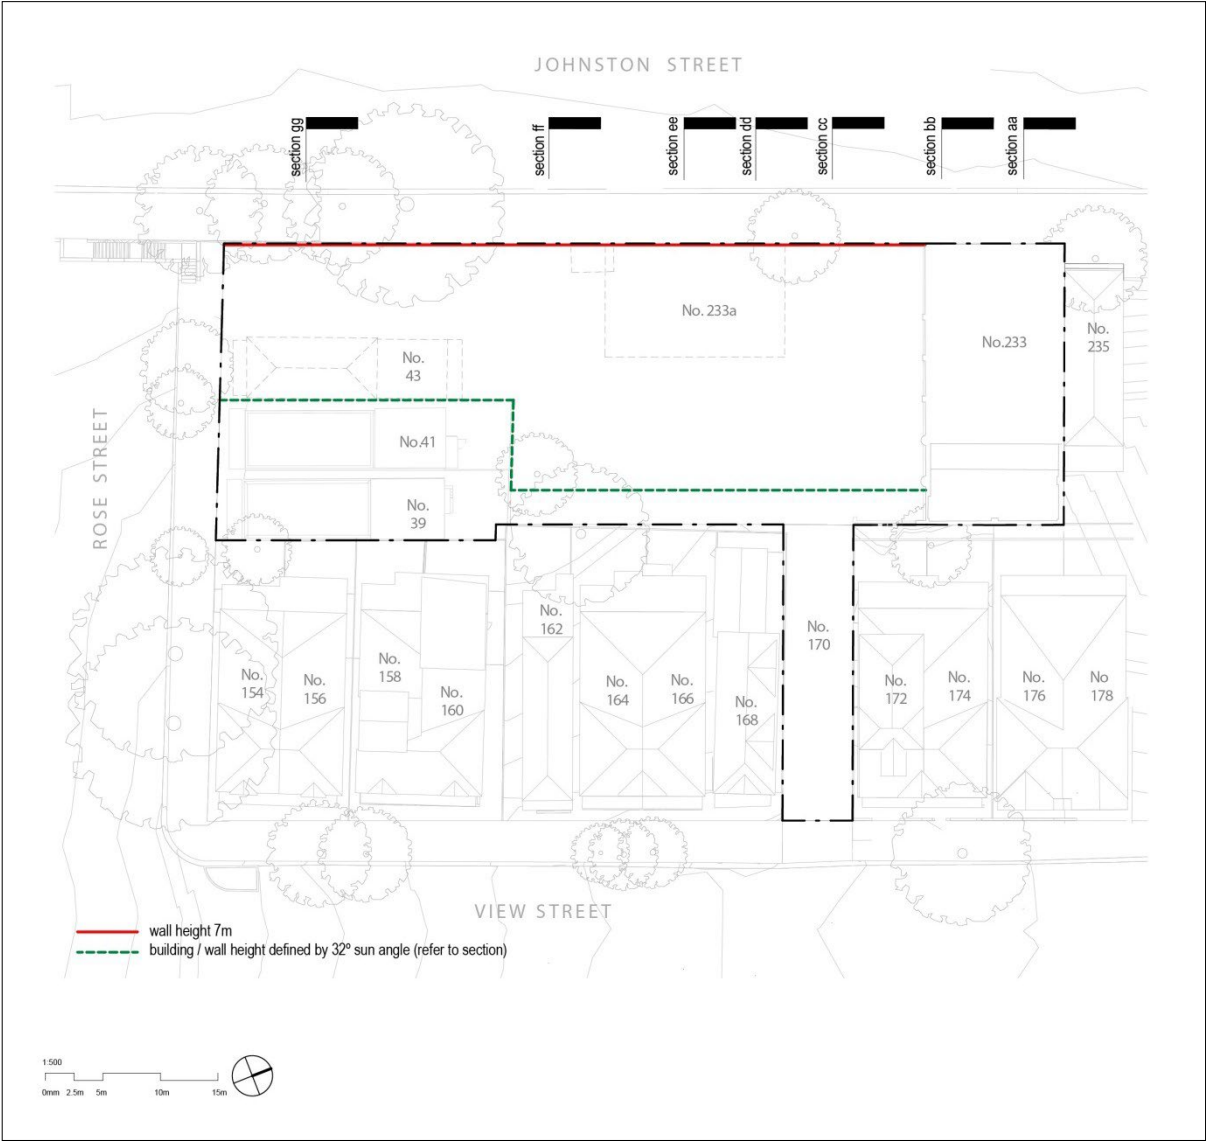 JOHNSTON STREET
section gg
section ff
section ee
section dd
section cc
section bb
section aa
No. 233a
No.233
No.
235
No.
43
No.41
No.
39
ROSE STREET
No.
162
No.
170
No.
154
No.
156
No.
158
No.
160
No.
164
No.
166
No.
168
No.
172
No.
174
No.
176
No
178
VIEW STREET
wall height 7m
building / wall height defined by 32º sun angle (refer to section)
1:500
0mm 2.5m 5m 10m 15m